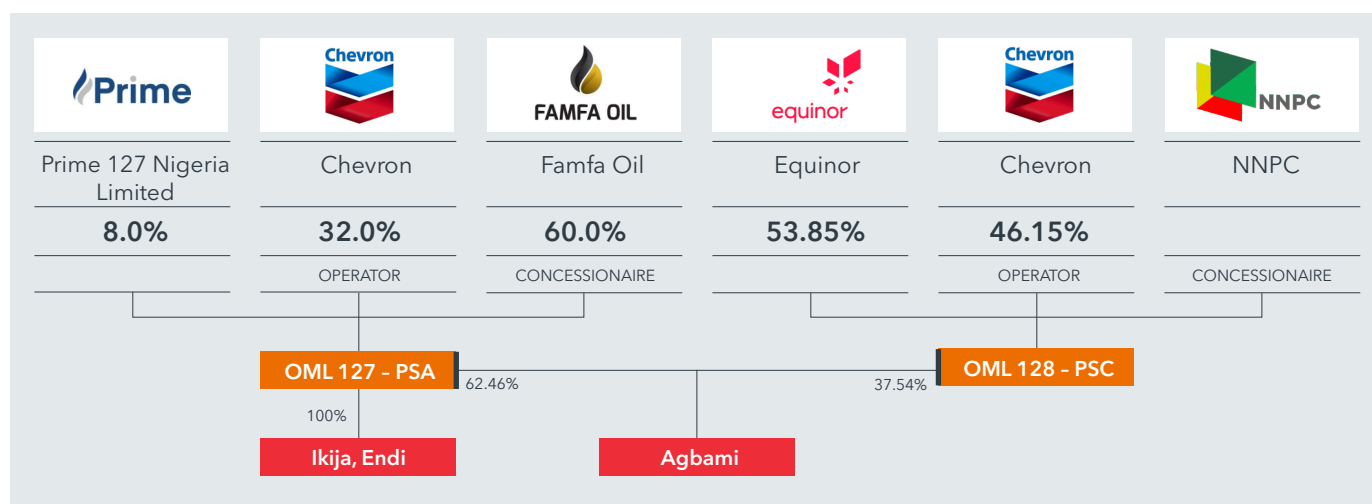 Prime
Chevron
FAMFA OIL
equinor
Chevron
NNPC
Prime 127 Nigeria
Limited
Chevron
Famfa Oil
Equinor
Chevron
NNPC
8.0%
32.0%
60.0%
53.85%
46.15%
OPERATOR
CONCESSIONAIRE
OPERATOR
CONCESSIONAIRE
OML 127 – PSA
62.46%
37.54%
OML 128 – PSC
100%
Ikija, Endi
Agbami